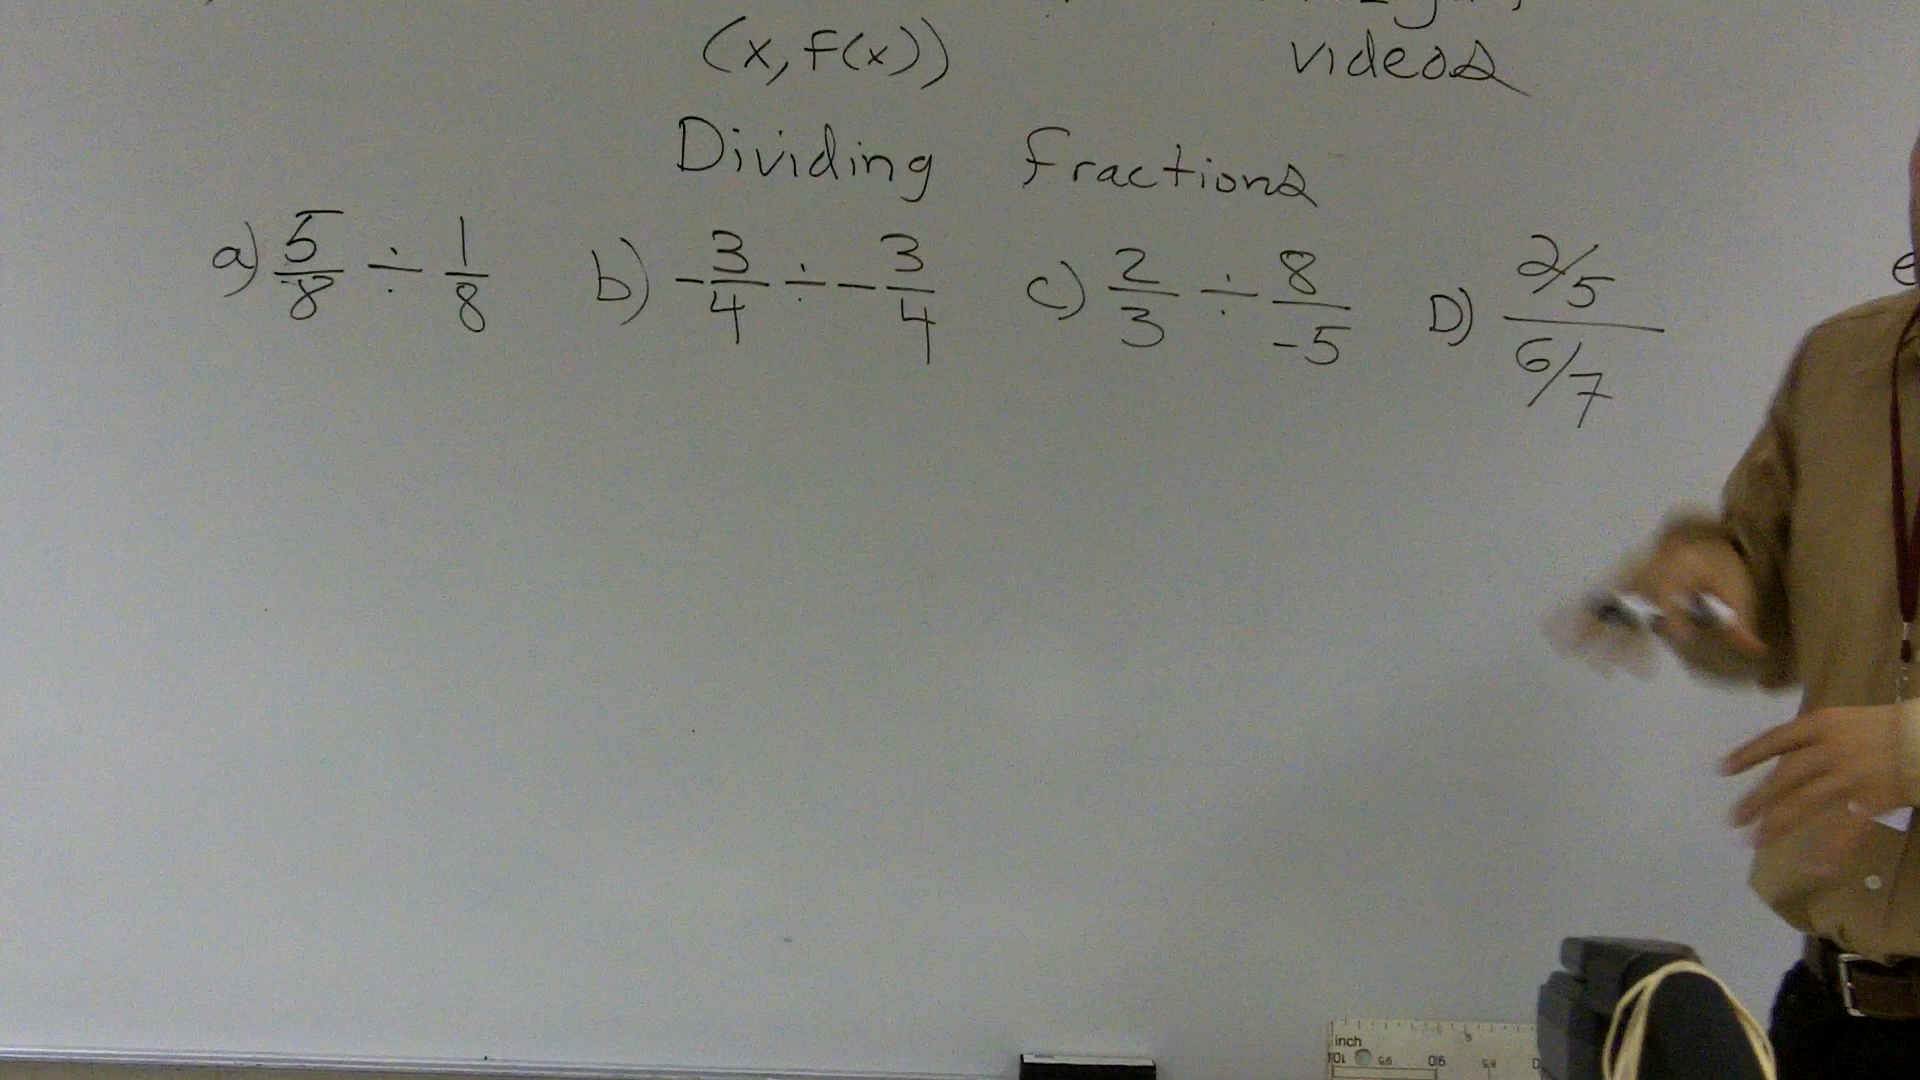 (x, f(x))
videos
Dividing fractions
a) 5/8 ÷ 1/8 b) -3/4 ÷ -3/4 c) 2/3 ÷ 8/-5 D) (2/5)/(6/7)
inch